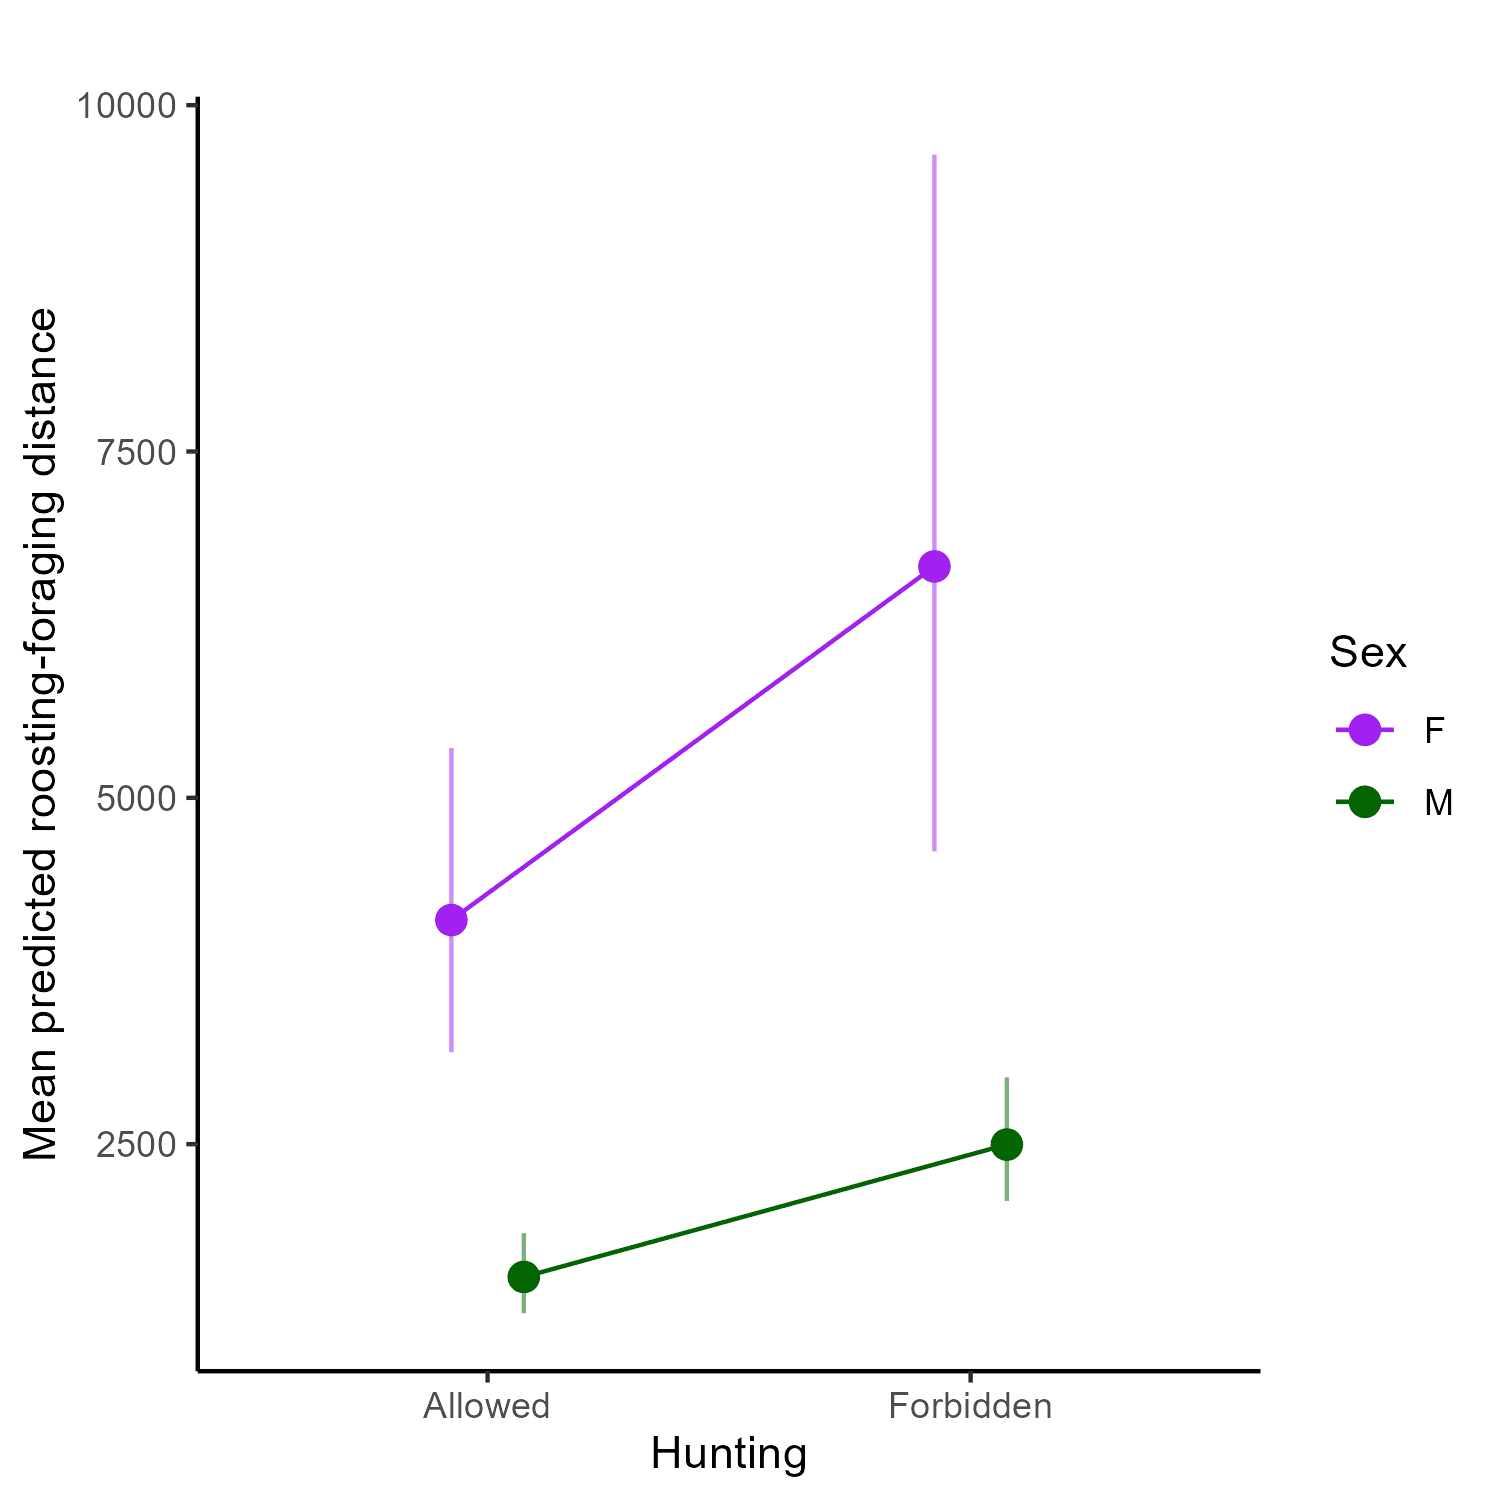 10000
7500
5000
2500
Mean predicted roosting-foraging distance
Allowed
Forbidden
Hunting
Sex
F
M